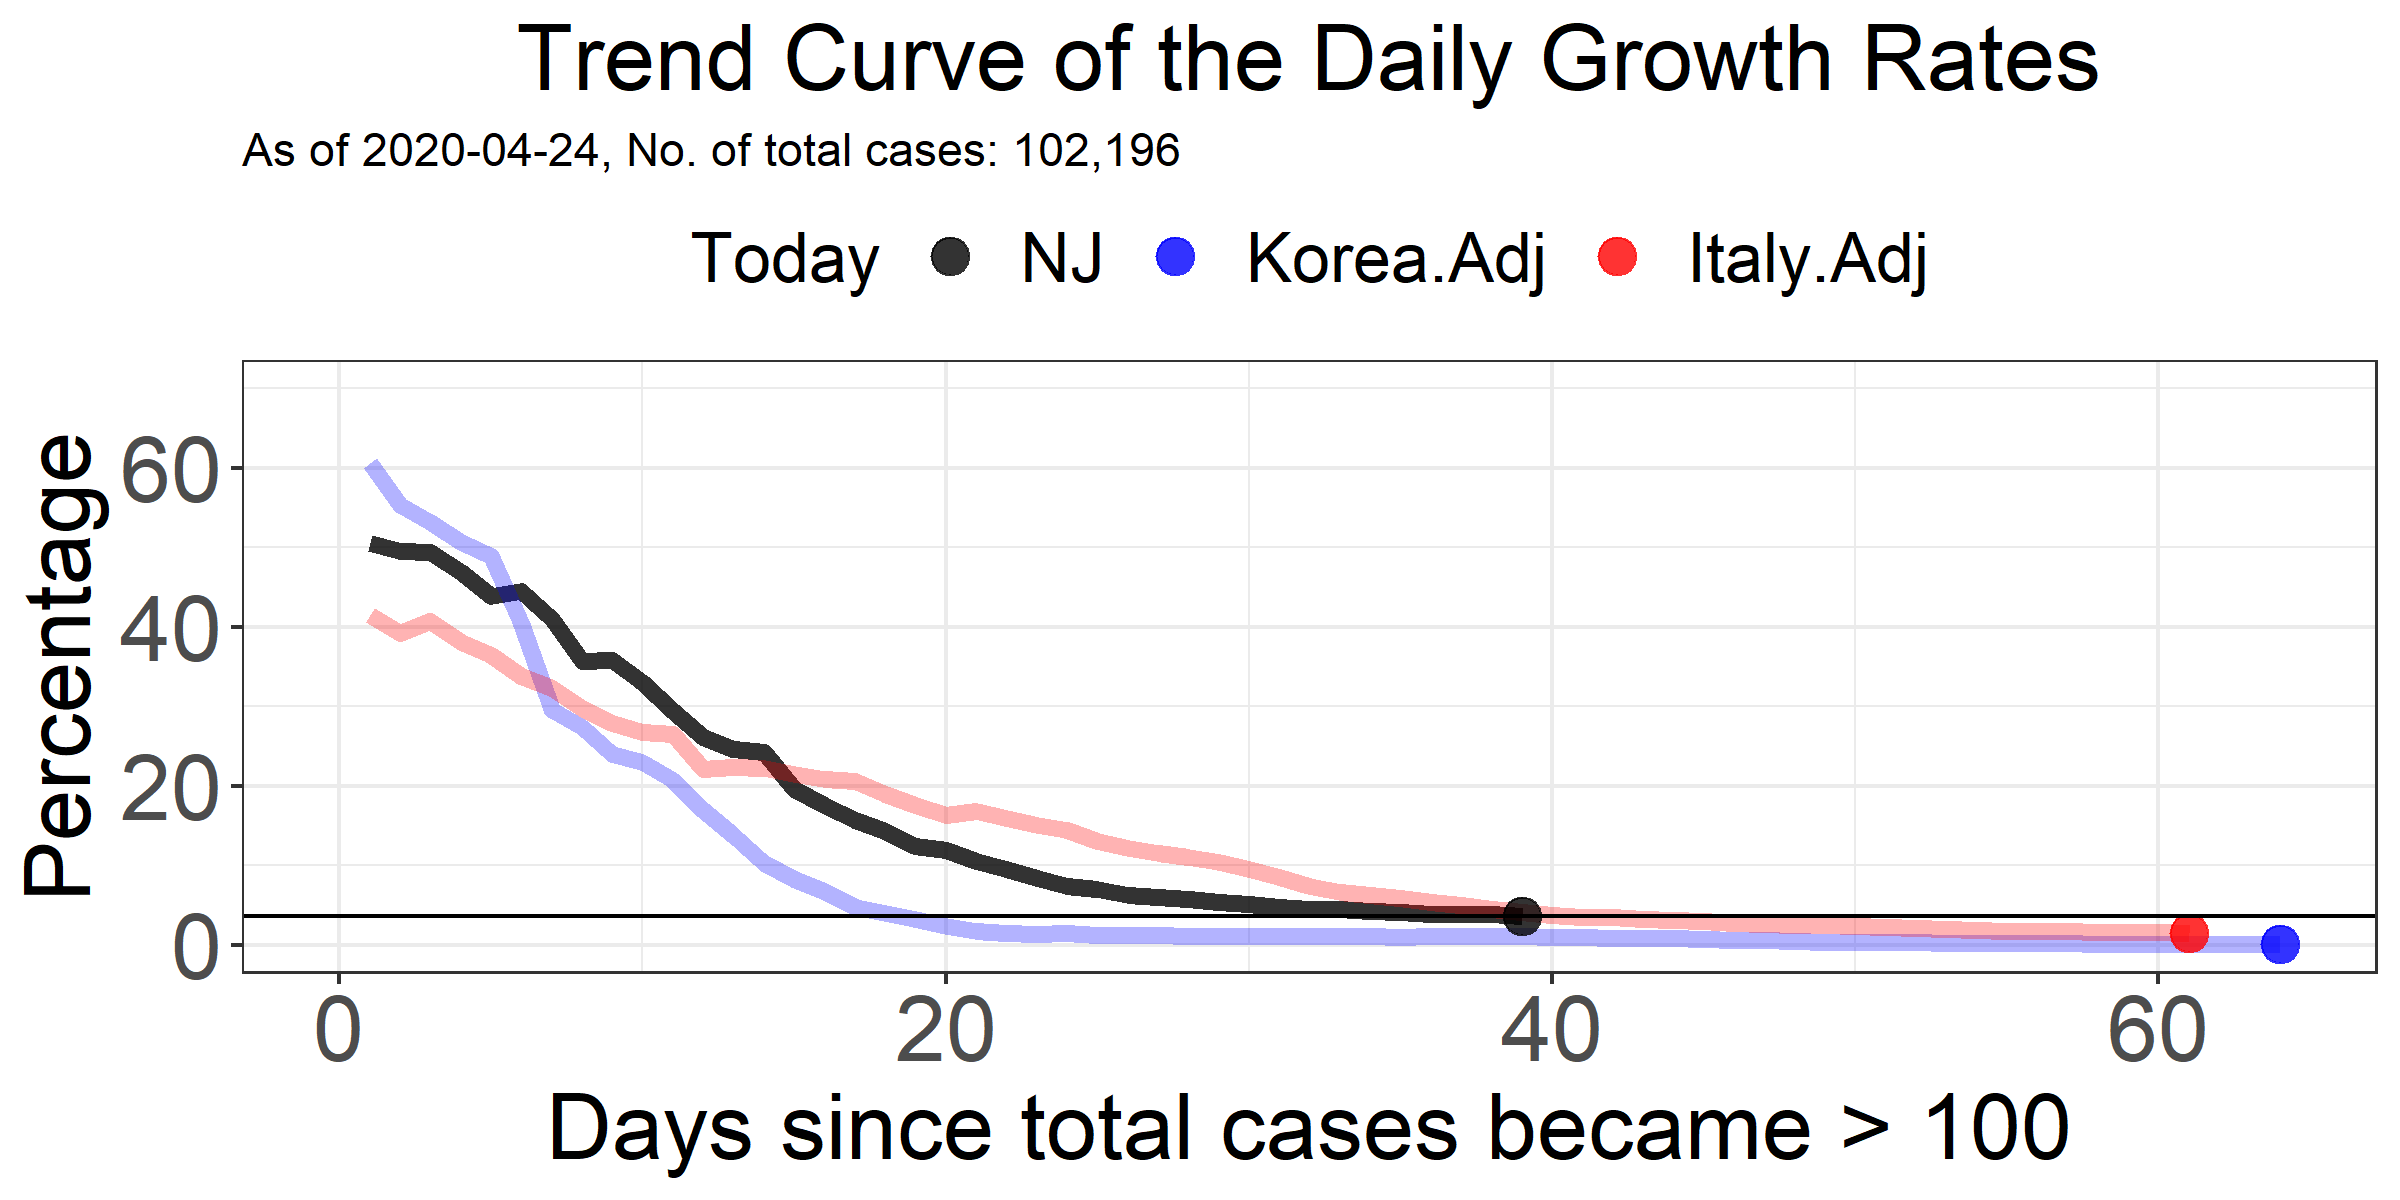 Trend Curve of the Daily Growth Rates
As of 2020-04-24, No. of total cases: 102,196
Today NJ Korea.Adj Italy.Adj
Percentage
60
40
20
0
0 20 40 60
Days since total cases became > 100